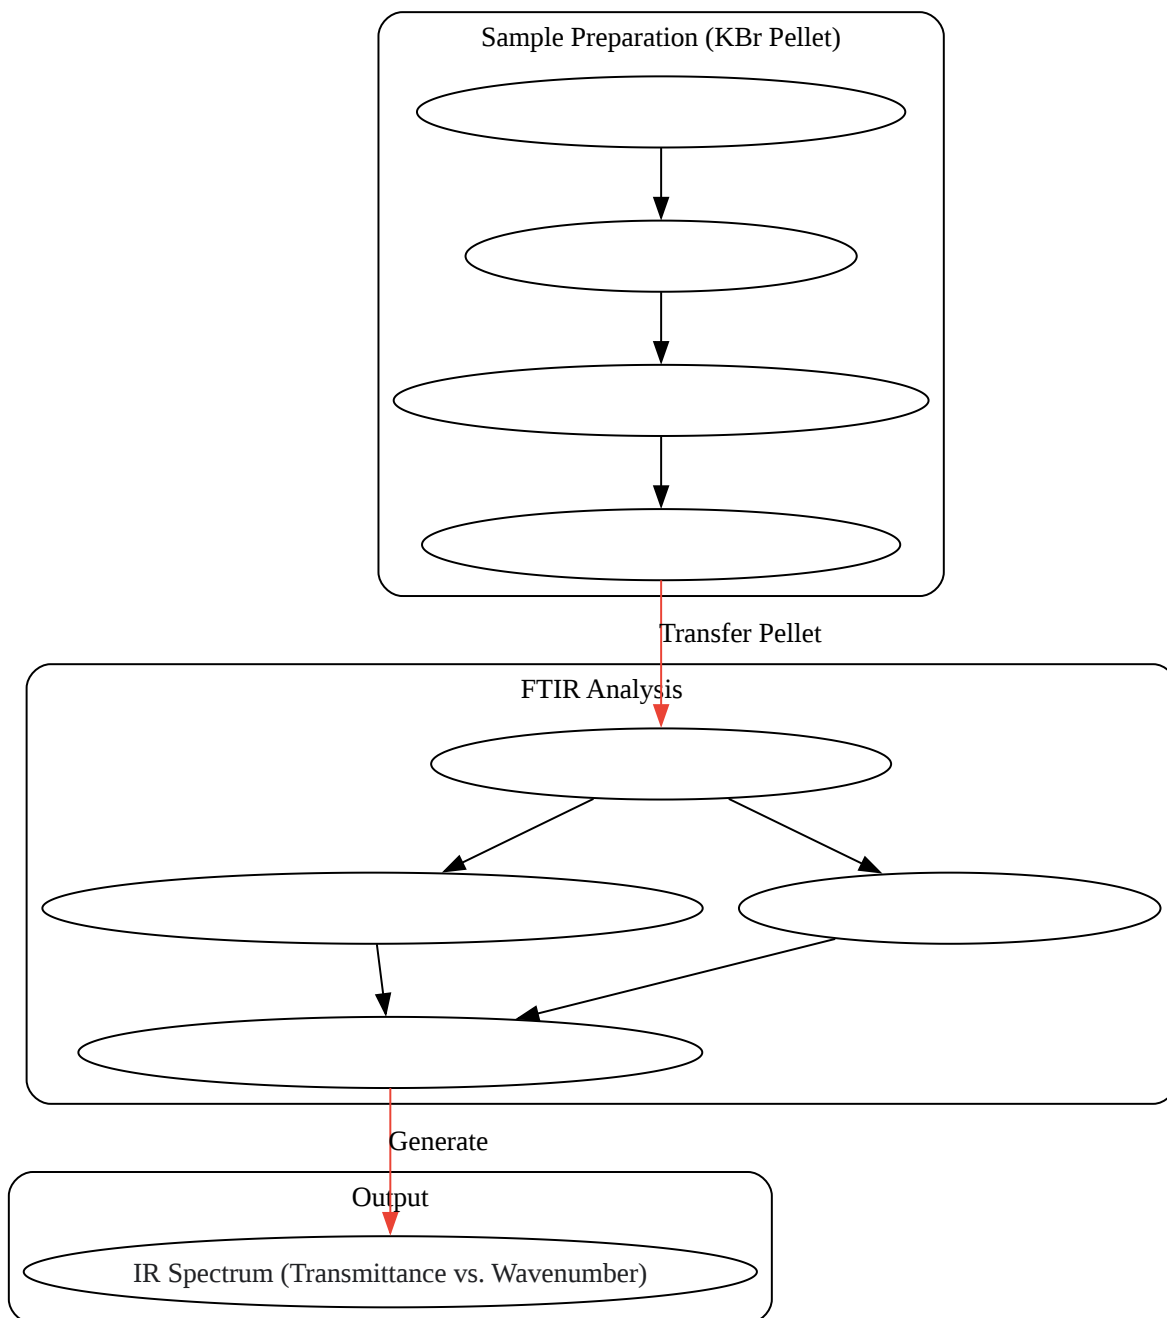 Sample Preparation (KBr Pellet)
Transfer Pellet
FTIR Analysis
Generate
Output
IR Spectrum (Transmittance vs. Wavenumber)